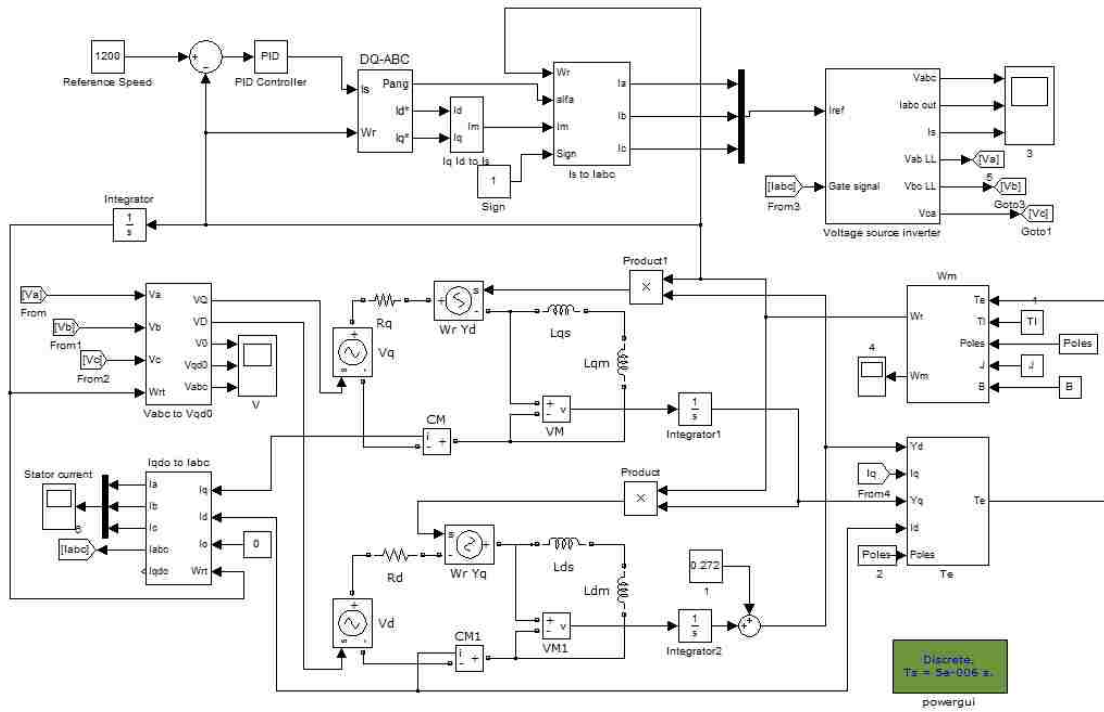 1200
Reference Speed
+
-
PID
PID Controller
DQ-ABC
Is
Wr
Pang
Id*
Iq*
Id
Iq
Im
Iq Id to Is
1
Sign
Wr
alfa
Im
Sign
Ia
Ib
Ic
Is to Iabc
Iref
Gate signal
Vabc
Iabc out
Is
Vab LL
Vbc LL
Vca
Voltage source inverter
[Iabc]
From3
3
[Va]
5
[Vb]
Goto3
[Vc]
Goto1
Integrator
1
s
[Va]
From
[Vb]
From1
[Vc]
From2
Va
Vb
Vc
Wrt
VQ
VD
V0
Vqd0
Vabc
Vabc to Vqd0
V
Rq
Vq
Wr Yd
Lqs
Lqm
Product1
×
VM
CM
1
s
Integrator1
Wm
Wr
Wm
Te
Tl
Poles
J
B
1
Tl
Poles
J
B
4
Stator current
6
[Iabc]
Iqdo to Iabc
Ia
Ib
Ic
Iabc
Iqdo
Iq
Id
Io
Wrt
0
Product
×
Rd
Vd
Wr Yq
Lds
Ldm
VM1
CM1
0.272
1
1
s
Integrator2
Iq
From4
Poles
2
Yd
Iq
Yq
Id
Poles
Te
Te
Discrete,
Ts = 5e-006 s.
powergui